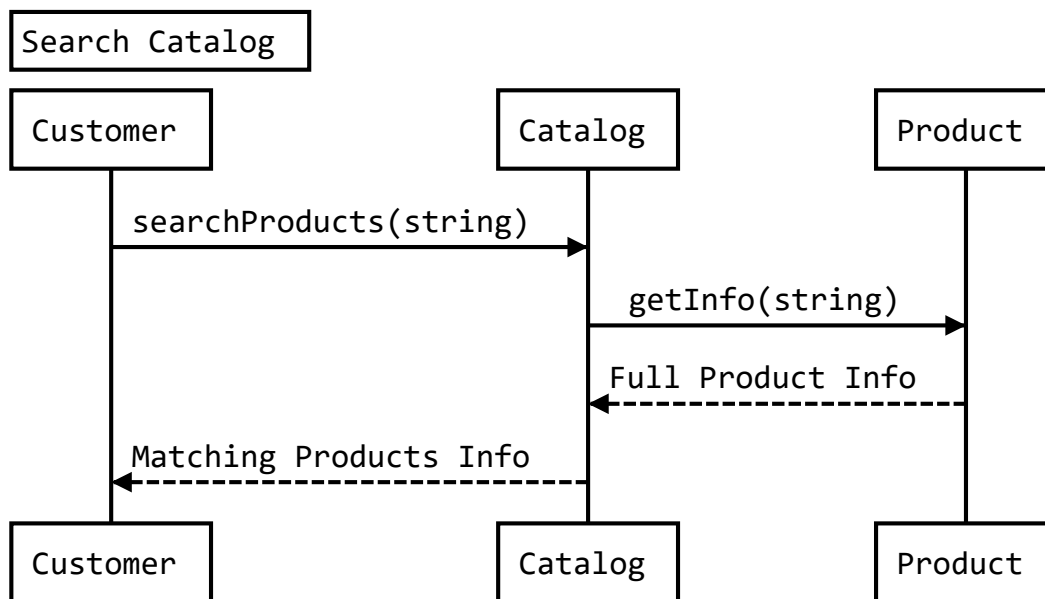 Search Catalog
Customer Catalog Product
searchProducts(string)
getInfo(string)
Full Product Info
Matching Products Info
Customer Catalog Product